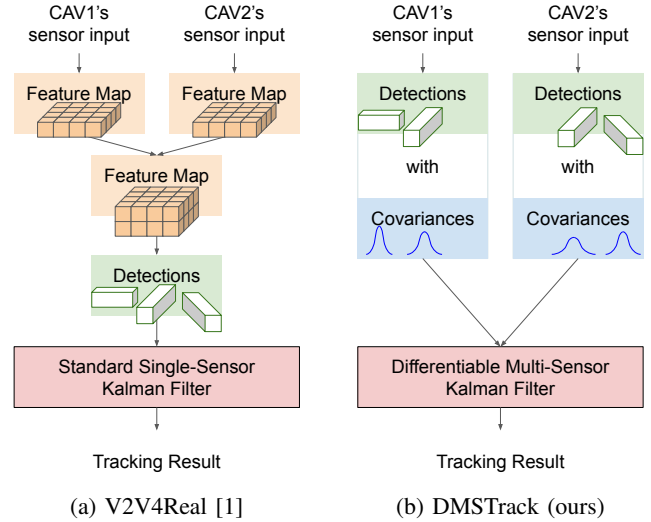 CAV1's
sensor input
CAV2's
sensor input
Feature Map
Feature Map
Feature Map
Detections
Standard Single-Sensor
Kalman Filter
Tracking Result
(a) V2V4Real [1]
CAV1's
sensor input
CAV2's
sensor input
Detections
Detections
with
with
Covariances
Covariances
Differentiable Multi-Sensor
Kalman Filter
Tracking Result
(b) DMSTrack (ours)